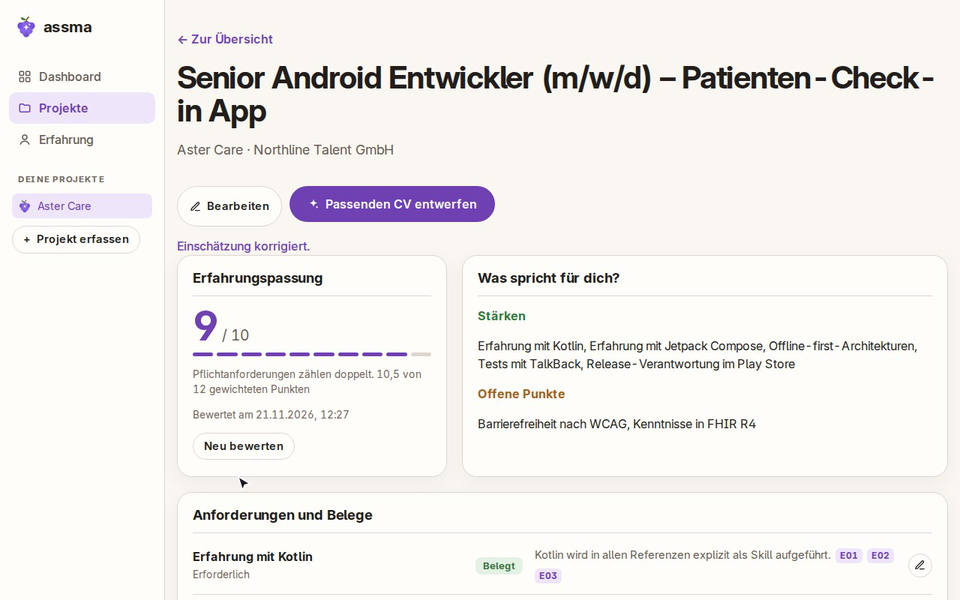 assma
Dashboard
Projekte
Erfahrung
DEINE PROJEKTE
Aster Care
+ Projekt erfassen
← Zur Übersicht
Senior Android Entwickler (m/w/d) – Patienten-Check-
in App
Aster Care · Northline Talent GmbH
Bearbeiten
Passenden CV entwerfen
Einschätzung korrigiert.
Erfahrungspassung
9 / 10
Pflichtanforderungen zählen doppelt. 10,5 von
12 gewichteten Punkten
Bewertet am 21.11.2026, 12:27
Neu bewerten
Was spricht für dich?
Stärken
Erfahrung mit Kotlin, Erfahrung mit Jetpack Compose, Offline-first-Architekturen,
Tests mit TalkBack, Release-Verantwortung im Play Store
Offene Punkte
Barrierefreiheit nach WCAG, Kenntnisse in FHIR R4
Anforderungen und Belege
Erfahrung mit Kotlin
Erforderlich
Belegt
Kotlin wird in allen Referenzen explizit als Skill aufgeführt. E01 E02
E03